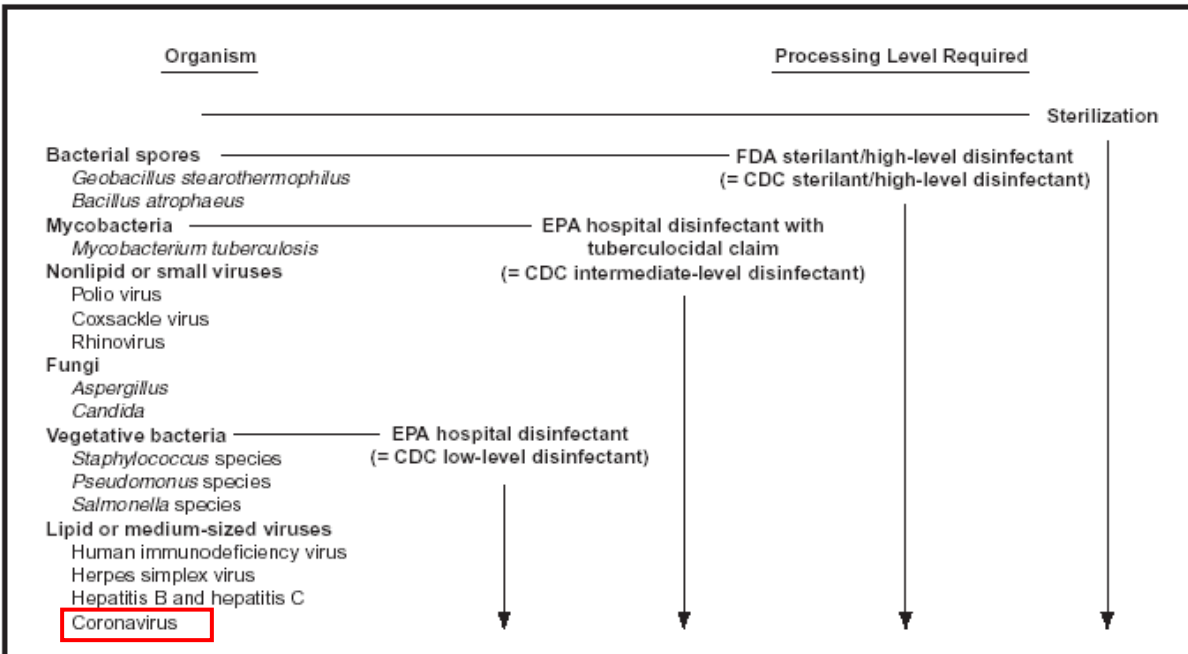 Organism
Processing Level Required
Sterilization
Bacterial spores
FDA sterilant/high-level disinfectant
Geobacillus stearothermophilus
(= CDC sterilant/high-level disinfectant)
Bacillus atrophaeus
Mycobacteria
EPA hospital disinfectant with
Mycobacterium tuberculosis
tuberculocidal claim
Nonlipid or small viruses
(= CDC intermediate-level disinfectant)
Polio virus
Coxsackle virus
Rhinovirus
Fungi
Aspergillus
Candida
Vegetative bacteria
EPA hospital disinfectant
Staphylococcus species
(= CDC low-level disinfectant)
Pseudomonus species
Salmonella species
Lipid or medium-sized viruses
Human immunodeficiency virus
Herpes simplex virus
Hepatitis B and hepatitis C
Coronavirus